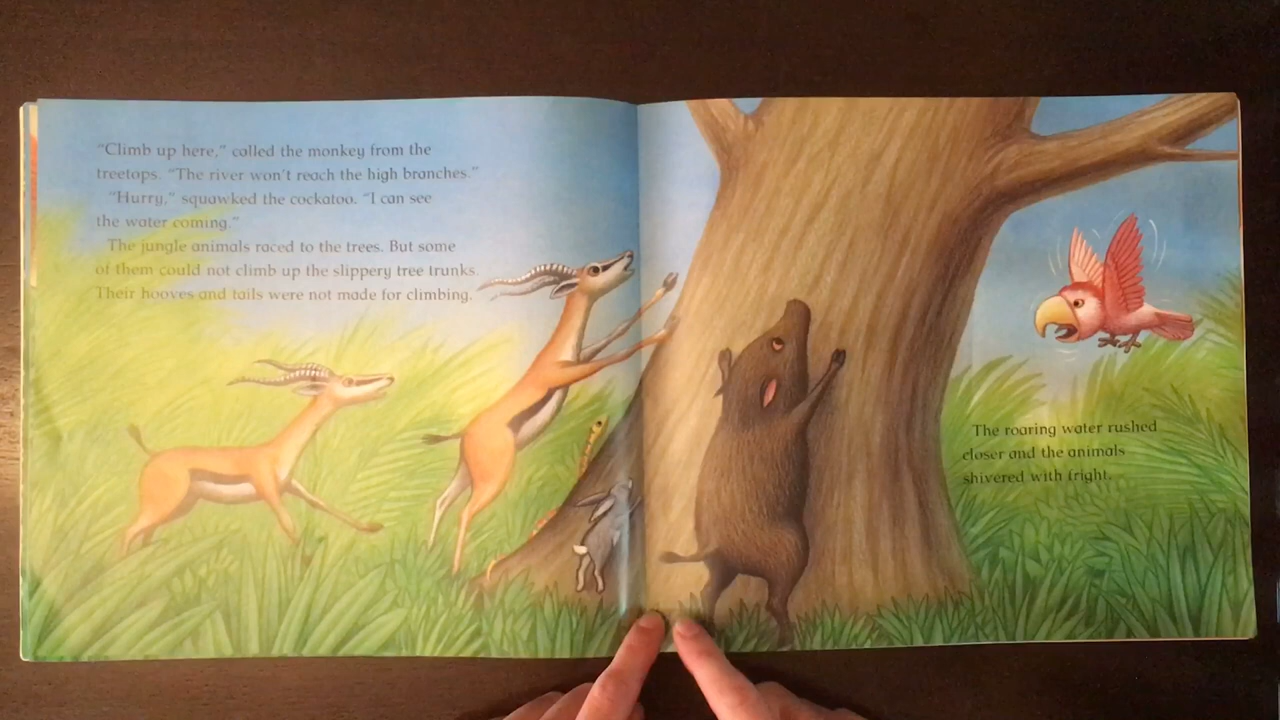 “Climb up here,” called the monkey from the
treetops. “The river won’t reach the high branches.”
“Hurry,” squawked the cockatoo. “I can see
the water coming.”
The jungle animals raced to the trees. But some
of them could not climb up the slippery tree trunks.
Their hooves and tails were not made for climbing.
The roaring water rushed
closer and the animals
shivered with fright.